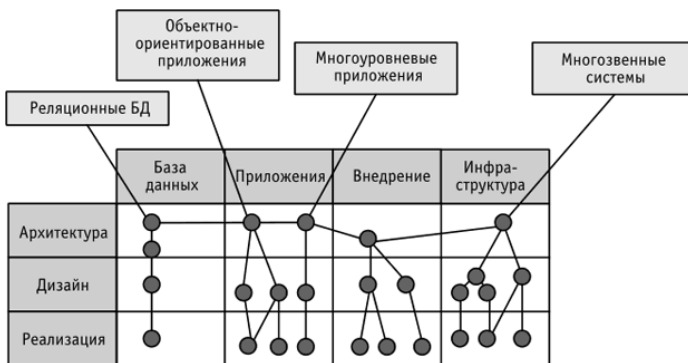 Объектно-
ориентированные
приложения
Многоуровневые
приложения
Многозвенные
системы
Реляционные БД
База
данных
Приложения
Внедрение
Инфра-
структура
Архитектура
Дизайн
Реализация